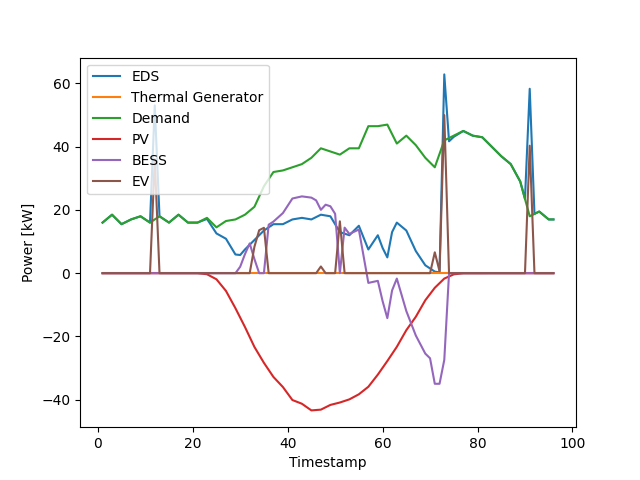 EDS
Thermal Generator
Demand
PV
BESS
EV
Power [kW]
60
40
20
0
−20
−40
0 20 40 60 80 100
Timestamp